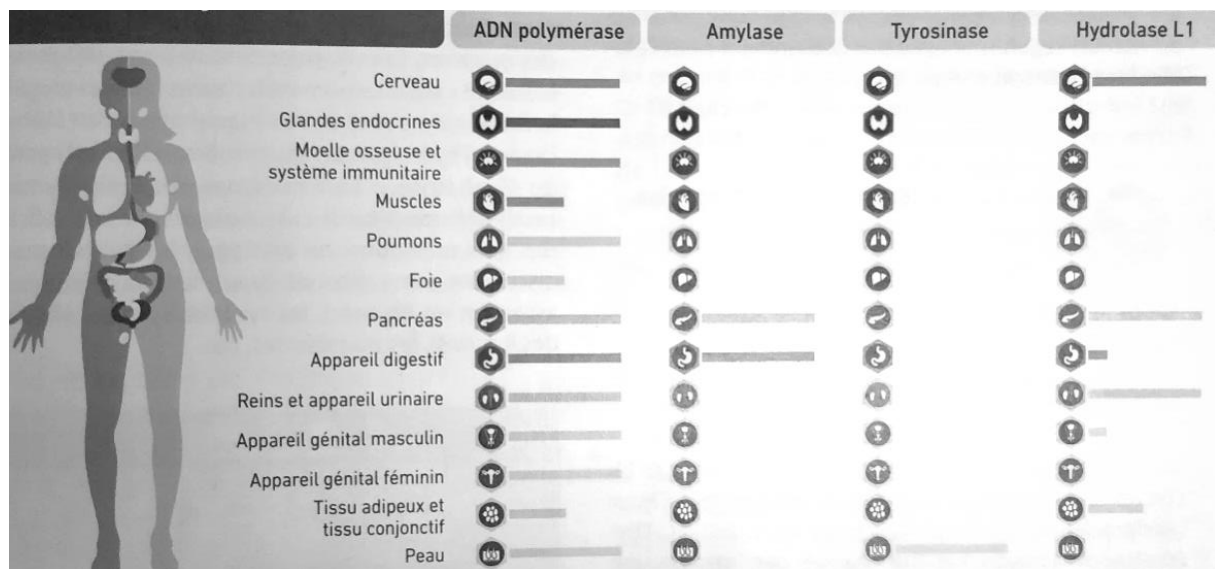 ADN polymérase Amylase Tyrosinase Hydrolase L1
Cerveau
Glandes endocrines
Moelle osseuse et
système immunitaire
Muscles
Poumons
Foie
Pancréas
Appareil digestif
Reins et appareil urinaire
Appareil génital masculin
Appareil génital féminin
Tissu adipeux et
tissu conjonctif
Peau